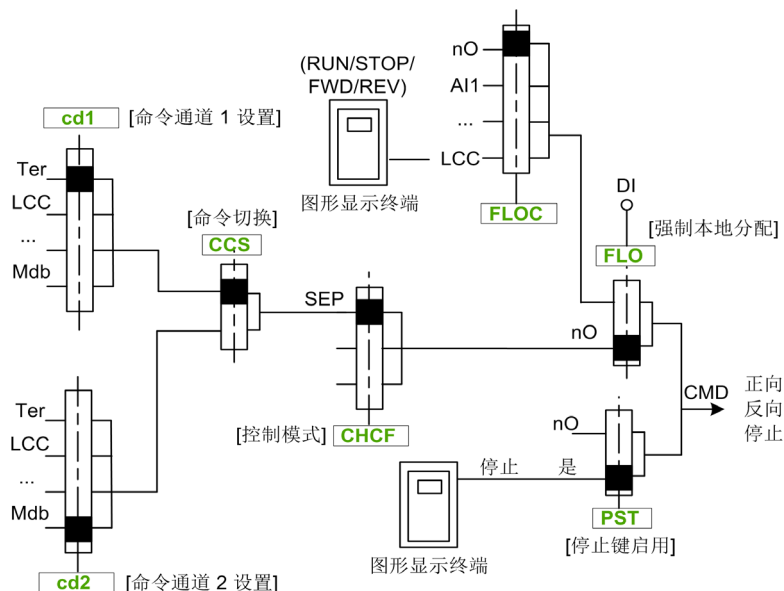 (RUN/STOP/
FWD/REV)
图形显示终端
nO
AI1
...
LCC
FLOC
cd1 [命令通道 1 设置]
Ter
LCC
...
Mdb
[命令切换]
CCS
DI
[强制本地分配]
FLO
SEP
nO
[控制模式] CHCF
CMD
正向
反向
停止
Ter
LCC
...
Mdb
cd2 [命令通道 2 设置]
nO
停止 是
图形显示终端
PST
[停止键启用]